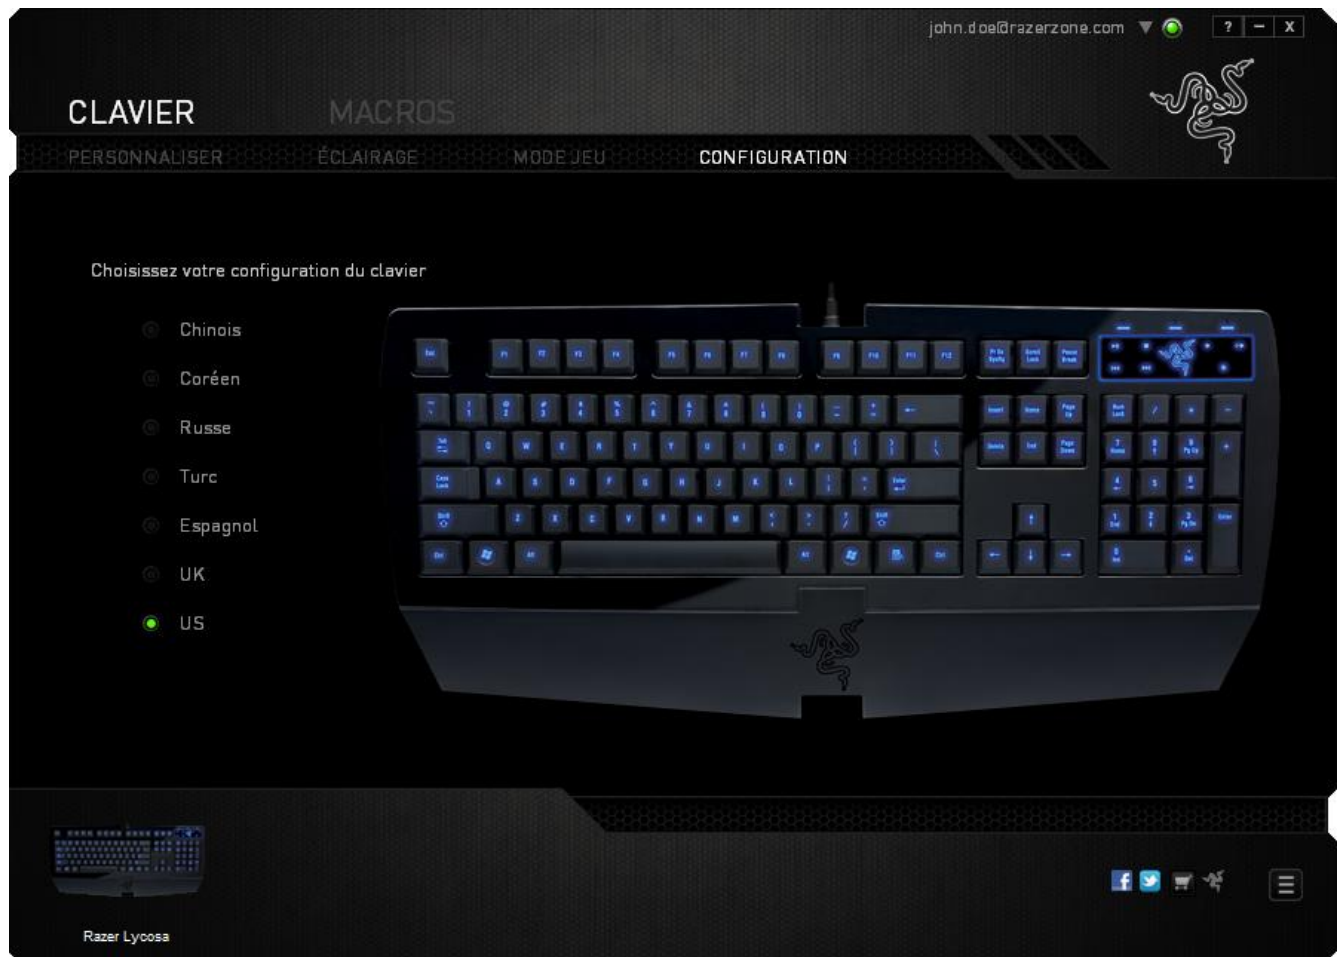 john.doe@razerzone.com
? – X
CLAVIER MACROS
PERSONNALISER ÉCLAIRAGE MODE JEU CONFIGURATION
Choisissez votre configuration du clavier
Chinois
Coréen
Russe
Turc
Espagnol
UK
US
Razer Lycosa